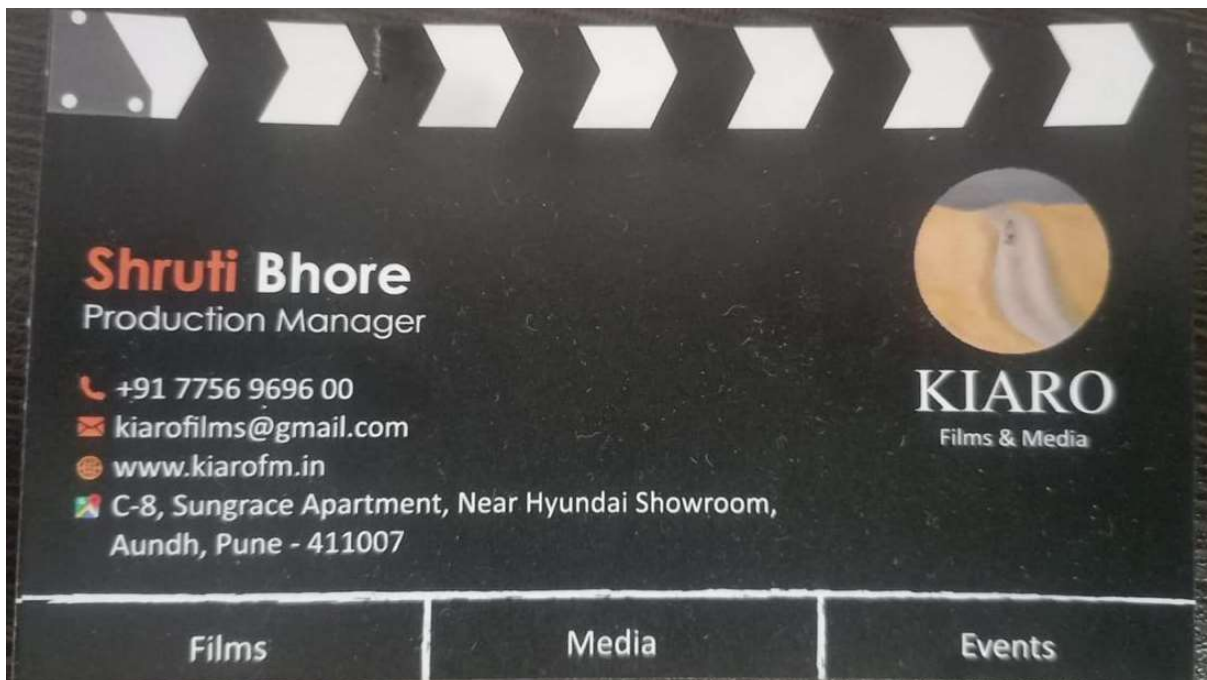 Shruti Bhore
Production Manager
+91 7756 9696 00
kiarofilms@gmail.com
www.kiarofm.in
C-8, Sungrace Apartment, Near Hyundai Showroom,
Aundh, Pune - 411007
KIARO
Films & Media
Films
Media
Events